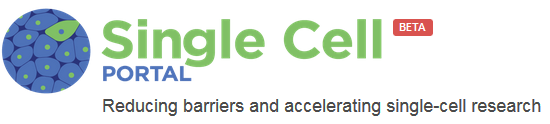 Single Cell BETA
PORTAL
Reducing barriers and accelerating single-cell research